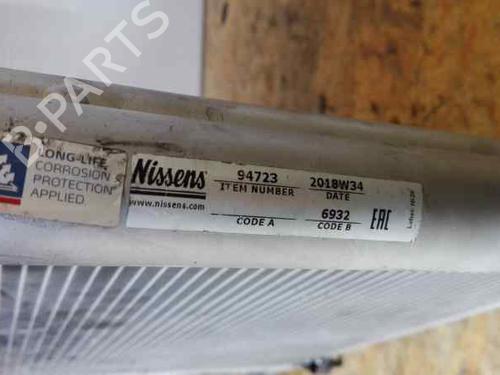 B-PARTS
LONG-LIFE
CORROSION
PROTECTION
APPLIED.
Nissens
www.nissens.com
94723
ITEM NUMBER
2018W34
DATE
CODE A
6932
CODE B
EAC